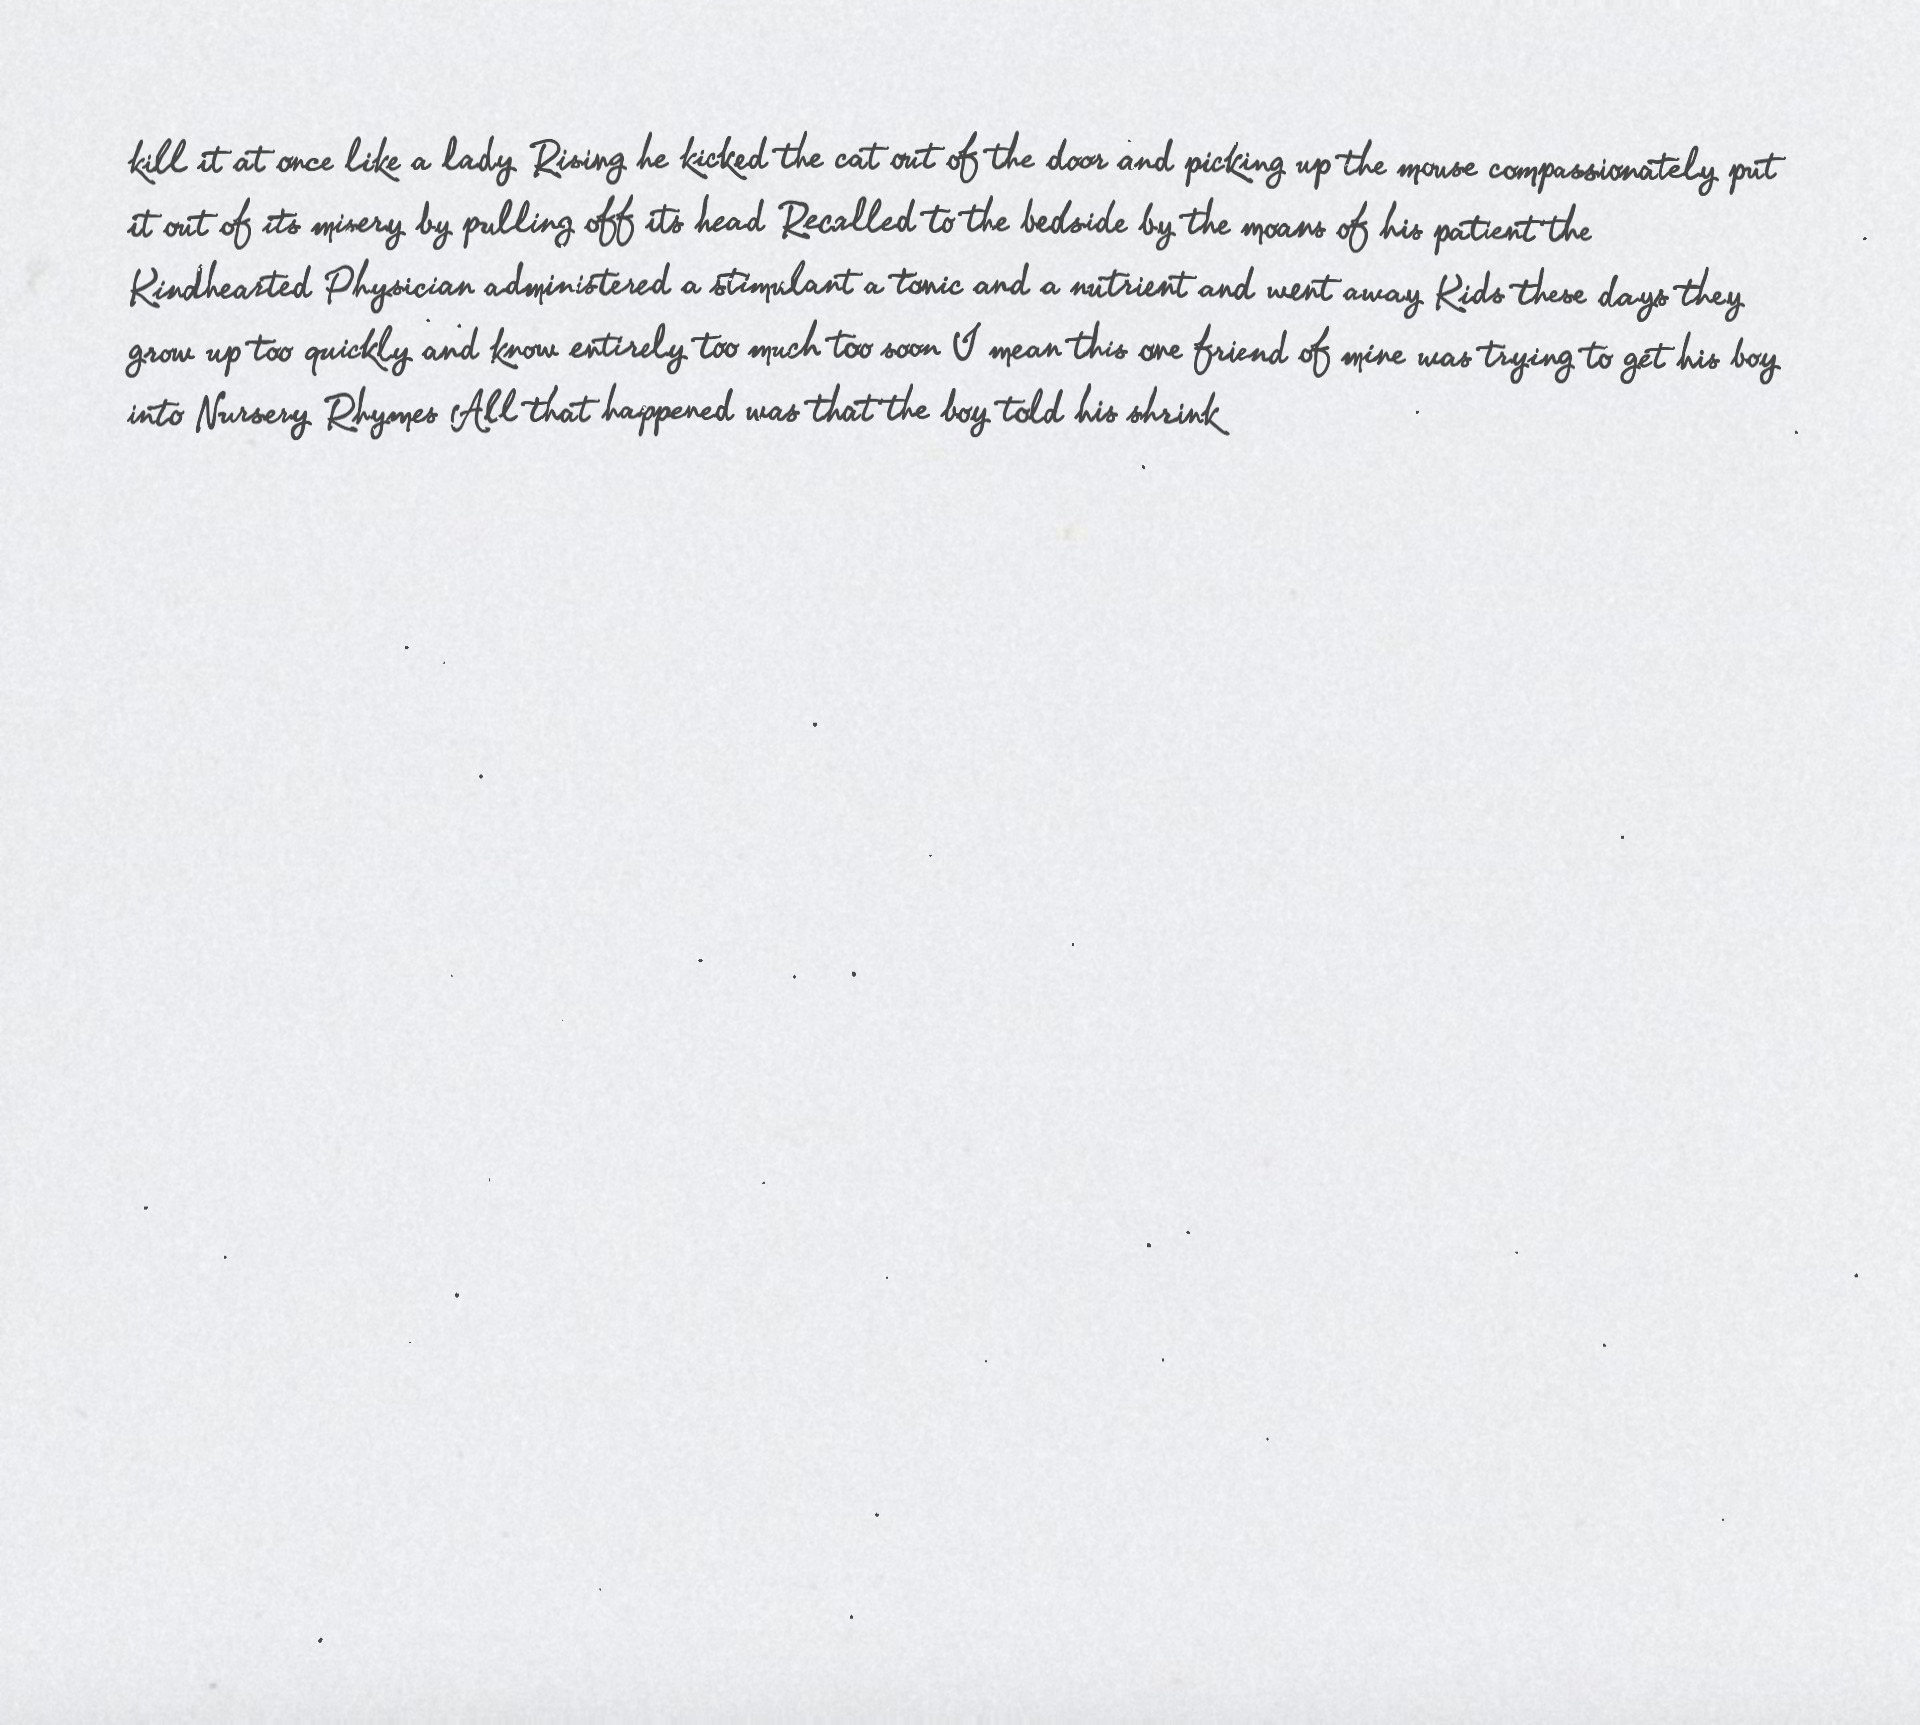 kill it at once like a lady Rising he kicked the cat out of the door and picking up the mouse compassionately put
it out of its misery by pulling off its head Recalled to the bedside by the moans of his patient the
Kindhearted Physician administered a stimulant a tonic and a nutrient and went away Kids these days they
grow up too quickly and know entirely too much too soon I mean this one friend of mine was trying to get his boy
into Nursery Rhymes All that happened was that the boy told his shrink